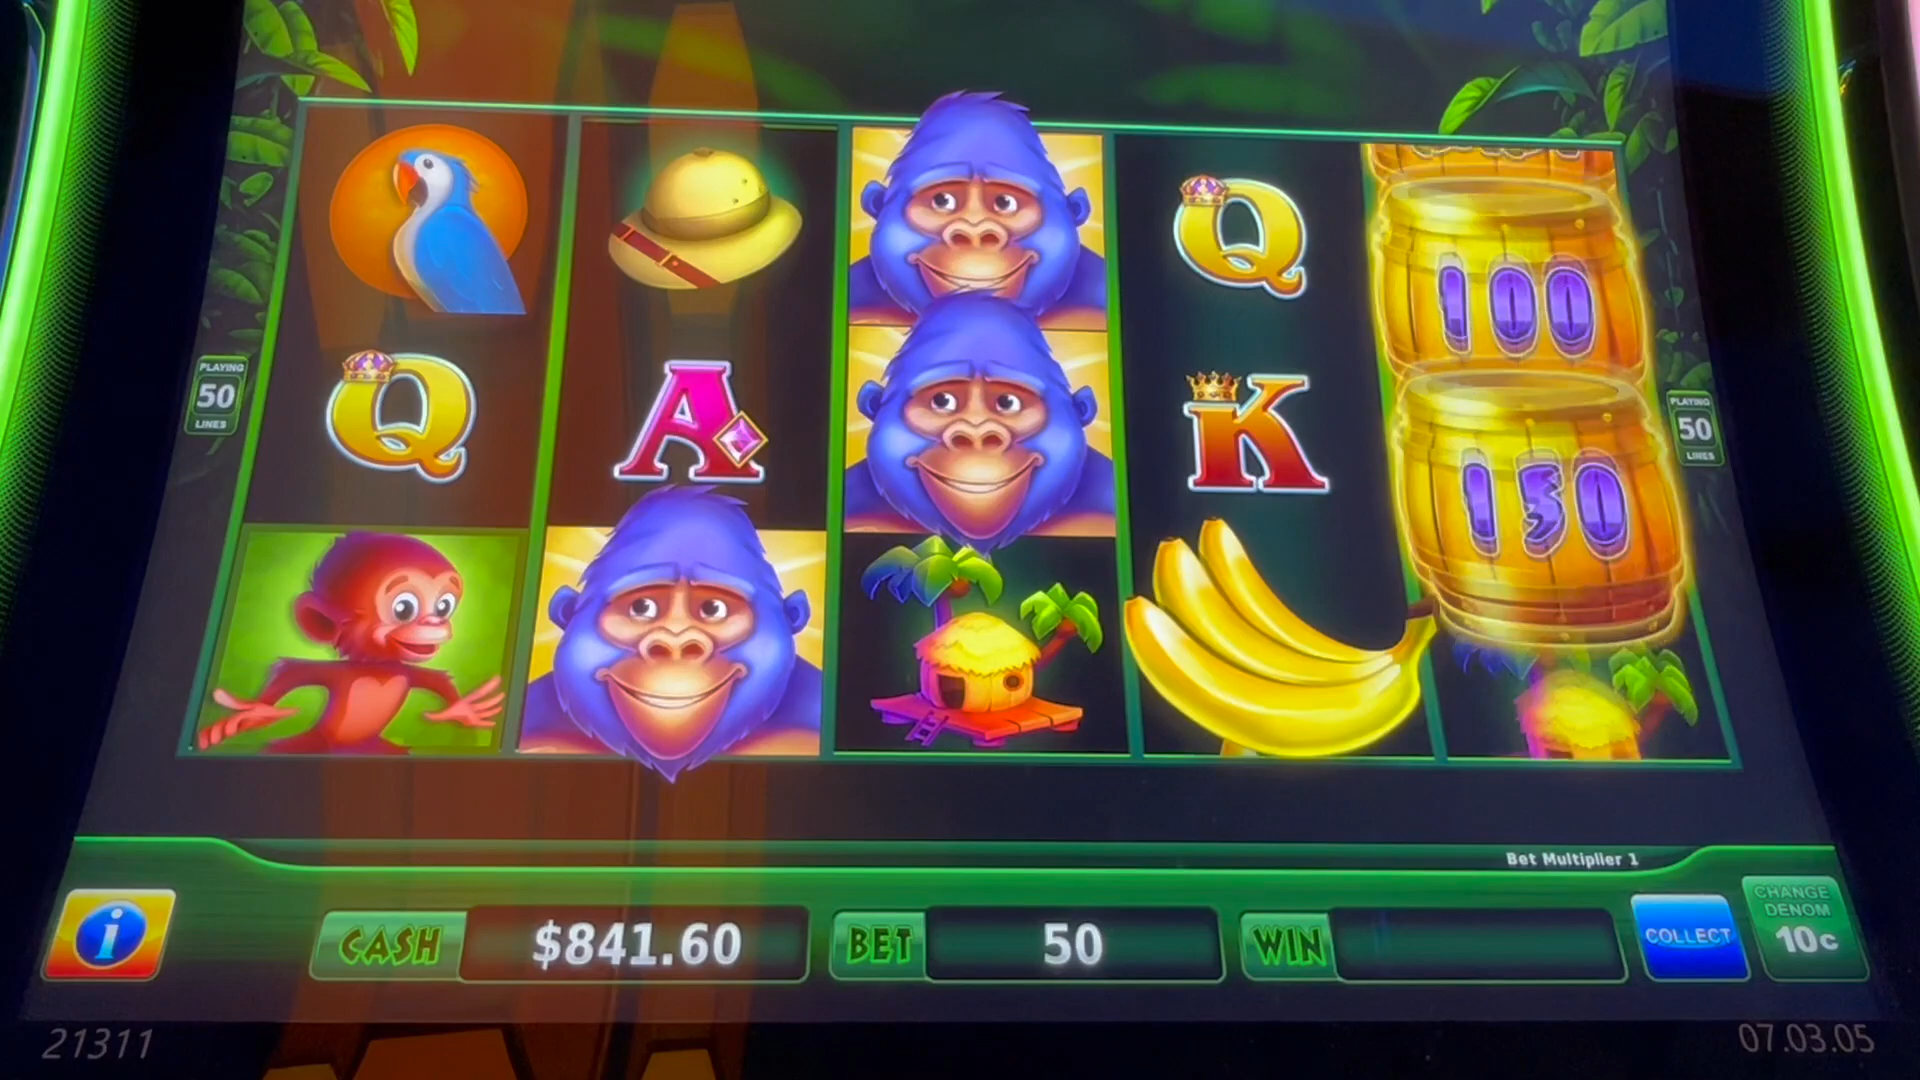 Q
100
PLAYING
50
LINES
Q
A
K
150
PLAYING
50
LINES
Bet Multiplier 1
i
CASH
$841.60
BET
50
WIN
COLLECT
CHANGE
DENOM
10¢
21311
07.03.05